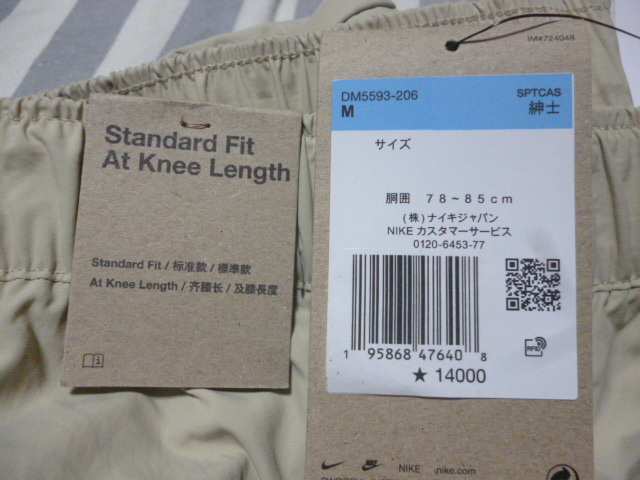 Standard Fit
At Knee Length
Standard Fit / 标准款 / 標準款
At Knee Length / 齐膝长 / 及膝長度
IM#724048
DM5593-206
SPTCAS
M
紳士
サイズ
胴囲 78~85cm
(株)ナイキジャパン
NIKE カスタマーサービス
0120-6453-77
1 95868 47640 8
RFID
★ 14000
NIKE nike.com